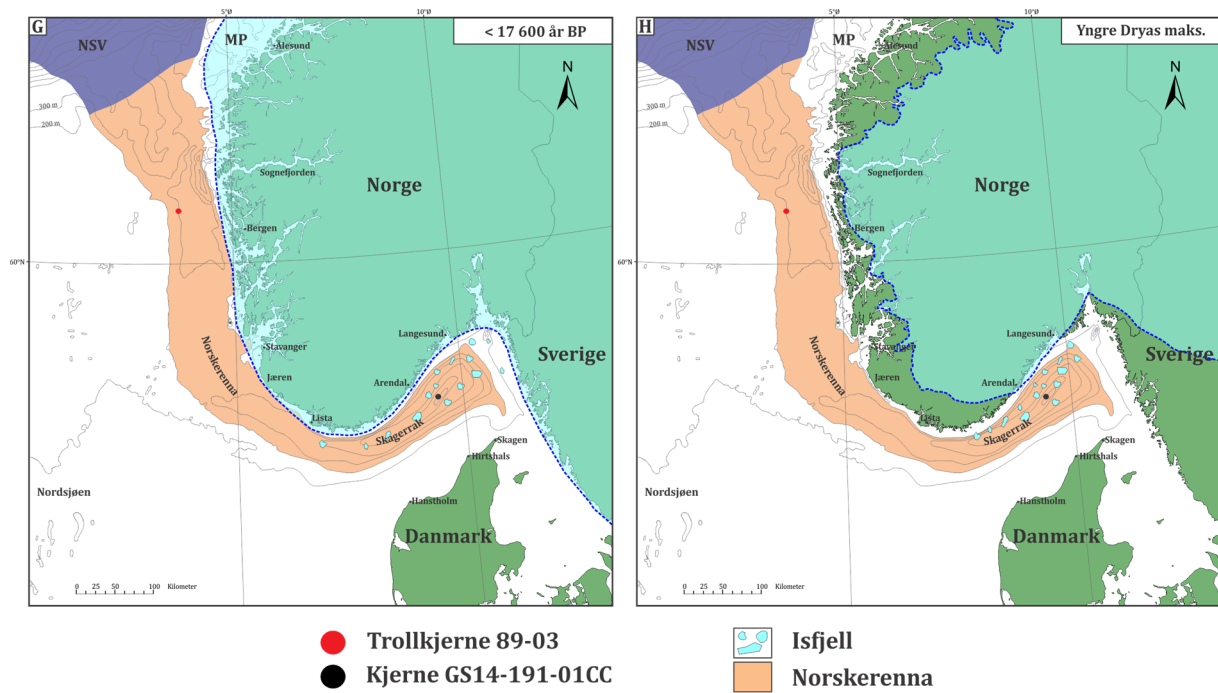 G
< 17 600 år BP
5°O
10°O
NSV
MP
Ålesund
N
300 m
200 m
Sognefjorden
Norge
Bergen
60°N
Norskerenna
Stavanger
Langesund
Sverige
Jæren
Arendal
Lista
Skagerrak
Skagen
Hirtshals
Nordsjøen
Hanstholm
Danmark
0 25 50 100 Kilometer
H
Yngre Dryas maks.
5°O
10°O
NSV
MP
Ålesund
N
300 m
200 m
Sognefjorden
Norge
Bergen
60°N
Norskerenna
Stavanger
Langesund
Sverige
Jæren
Arendal
Lista
Skagerrak
Skagen
Hirtshals
Nordsjøen
Hanstholm
Danmark
0 25 50 100 Kilometer
Trollkjerne 89-03
Kjerne GS14-191-01CC
Isfjell
Norskerenna